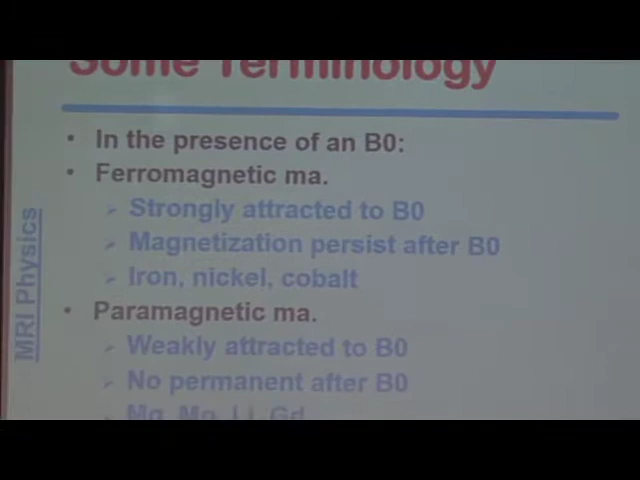 Some Terminology
• In the presence of an B0:
• Ferromagnetic ma.
➢ Strongly attracted to B0
➢ Magnetization persist after B0
➢ Iron, nickel, cobalt
• Paramagnetic ma.
➢ Weakly attracted to B0
➢ No permanent after B0
MRI Physics